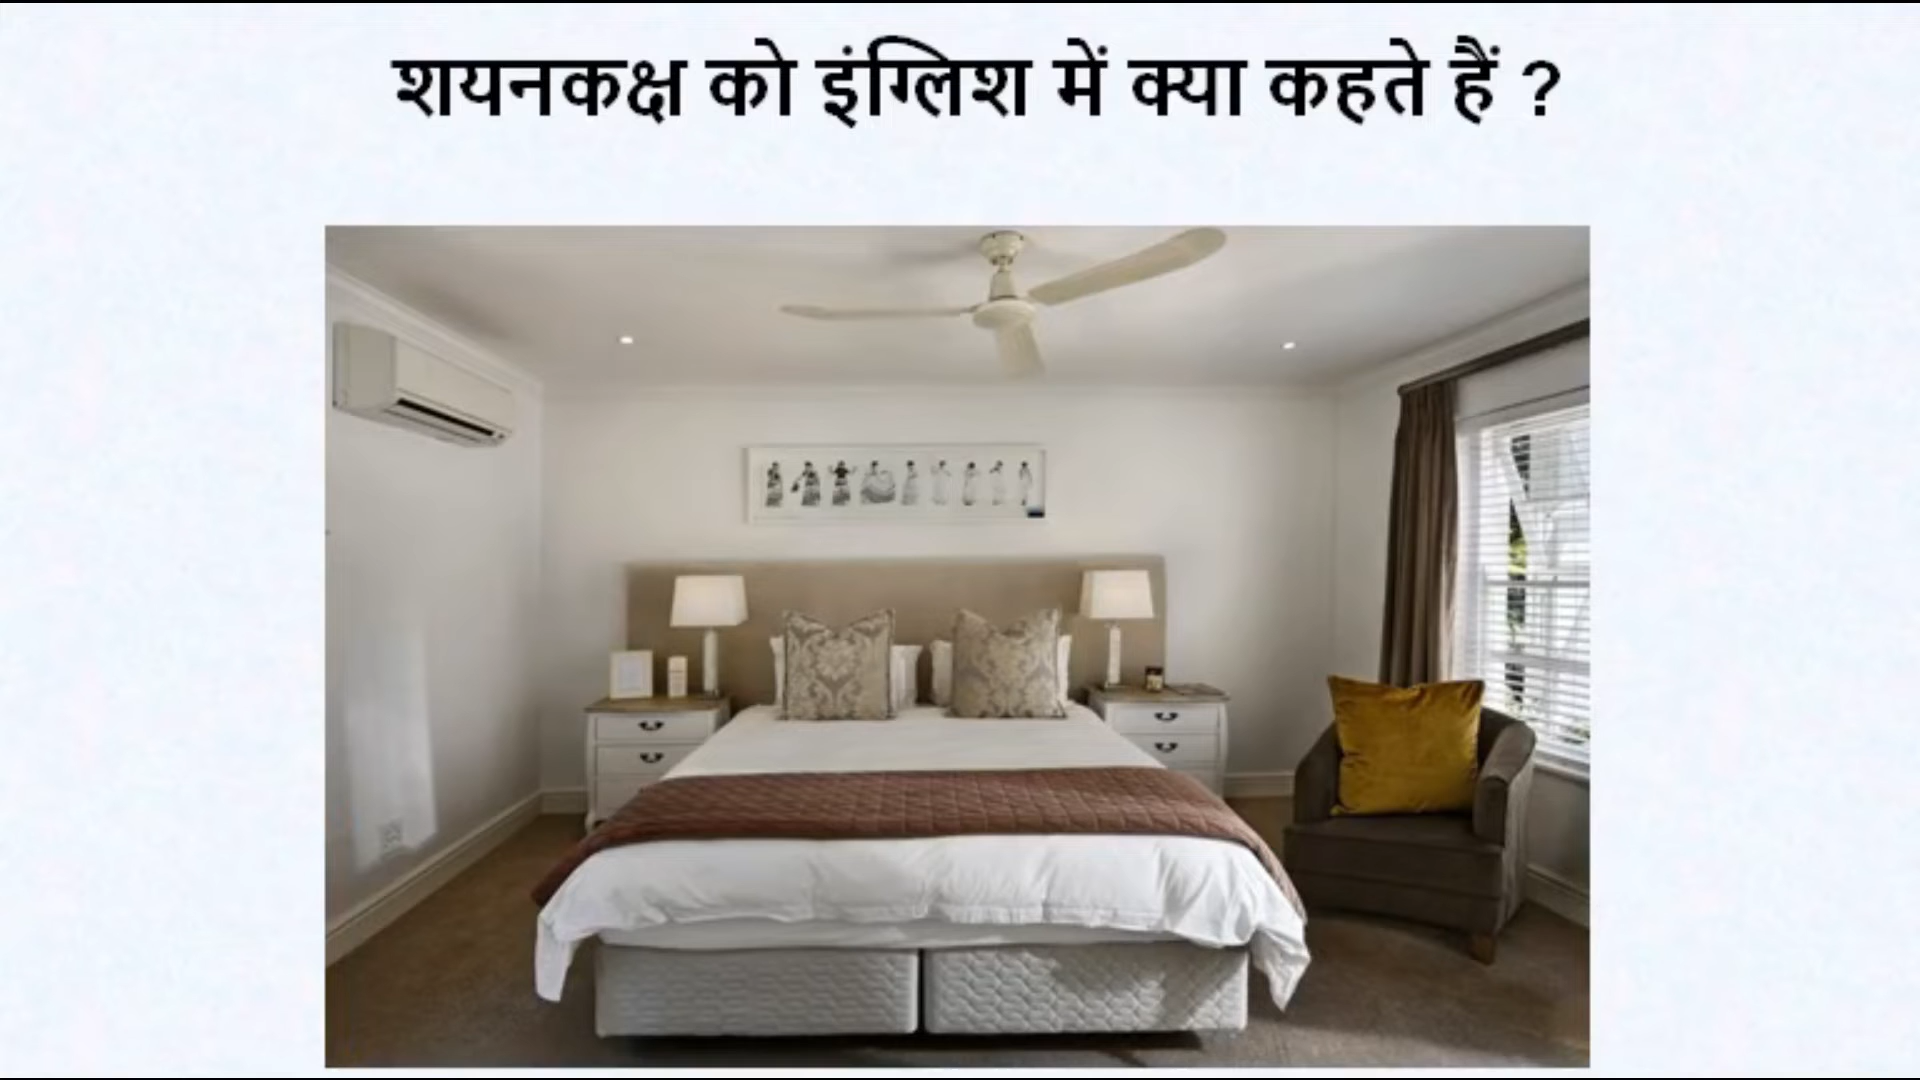 शयनकक्ष को इंग्लिश में क्या कहते हैं ?